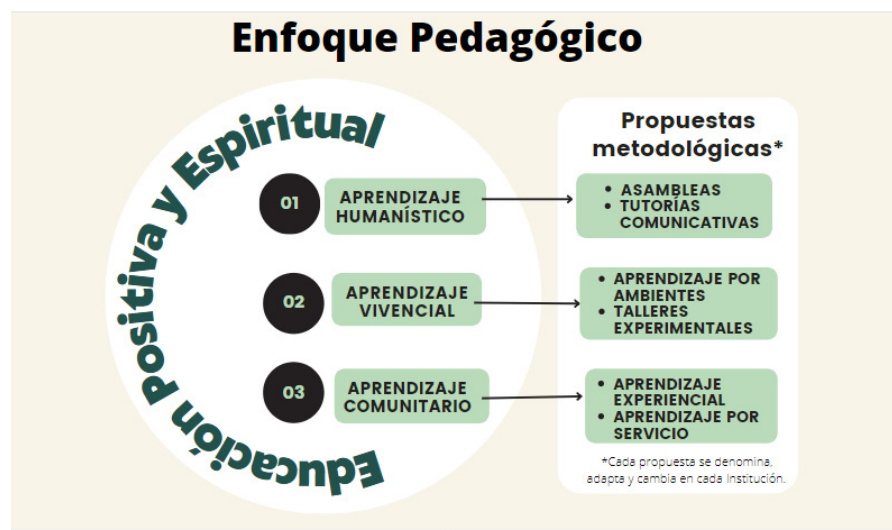 Enfoque Pedagógico
Educación Positiva y Espiritual
01
APRENDIZAJE
HUMANÍSTICO
02
APRENDIZAJE
VIVENCIAL
03
APRENDIZAJE
COMUNITARIO
Propuestas
metodológicas*
• ASAMBLEAS
• TUTORÍAS
COMUNICATIVAS
• APRENDIZAJE POR
AMBIENTES
• TALLERES
EXPERIMENTALES
• APRENDIZAJE
EXPERIENCIAL
• APRENDIZAJE POR
SERVICIO
*Cada propuesta se denomina,
adapta y cambia en cada Institución.